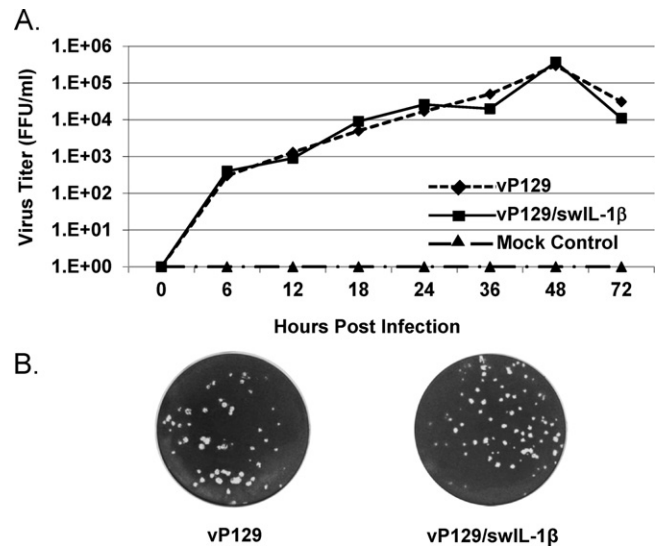 A.
Virus Titer (FFU/ml)
1.E+06
1.E+05
1.E+04
1.E+03
1.E+02
1.E+01
1.E+00
vP129
vP129/swIL-1β
Mock Control
0 6 12 18 24 36 48 72
Hours Post Infection
B.
vP129 vP129/swIL-1β